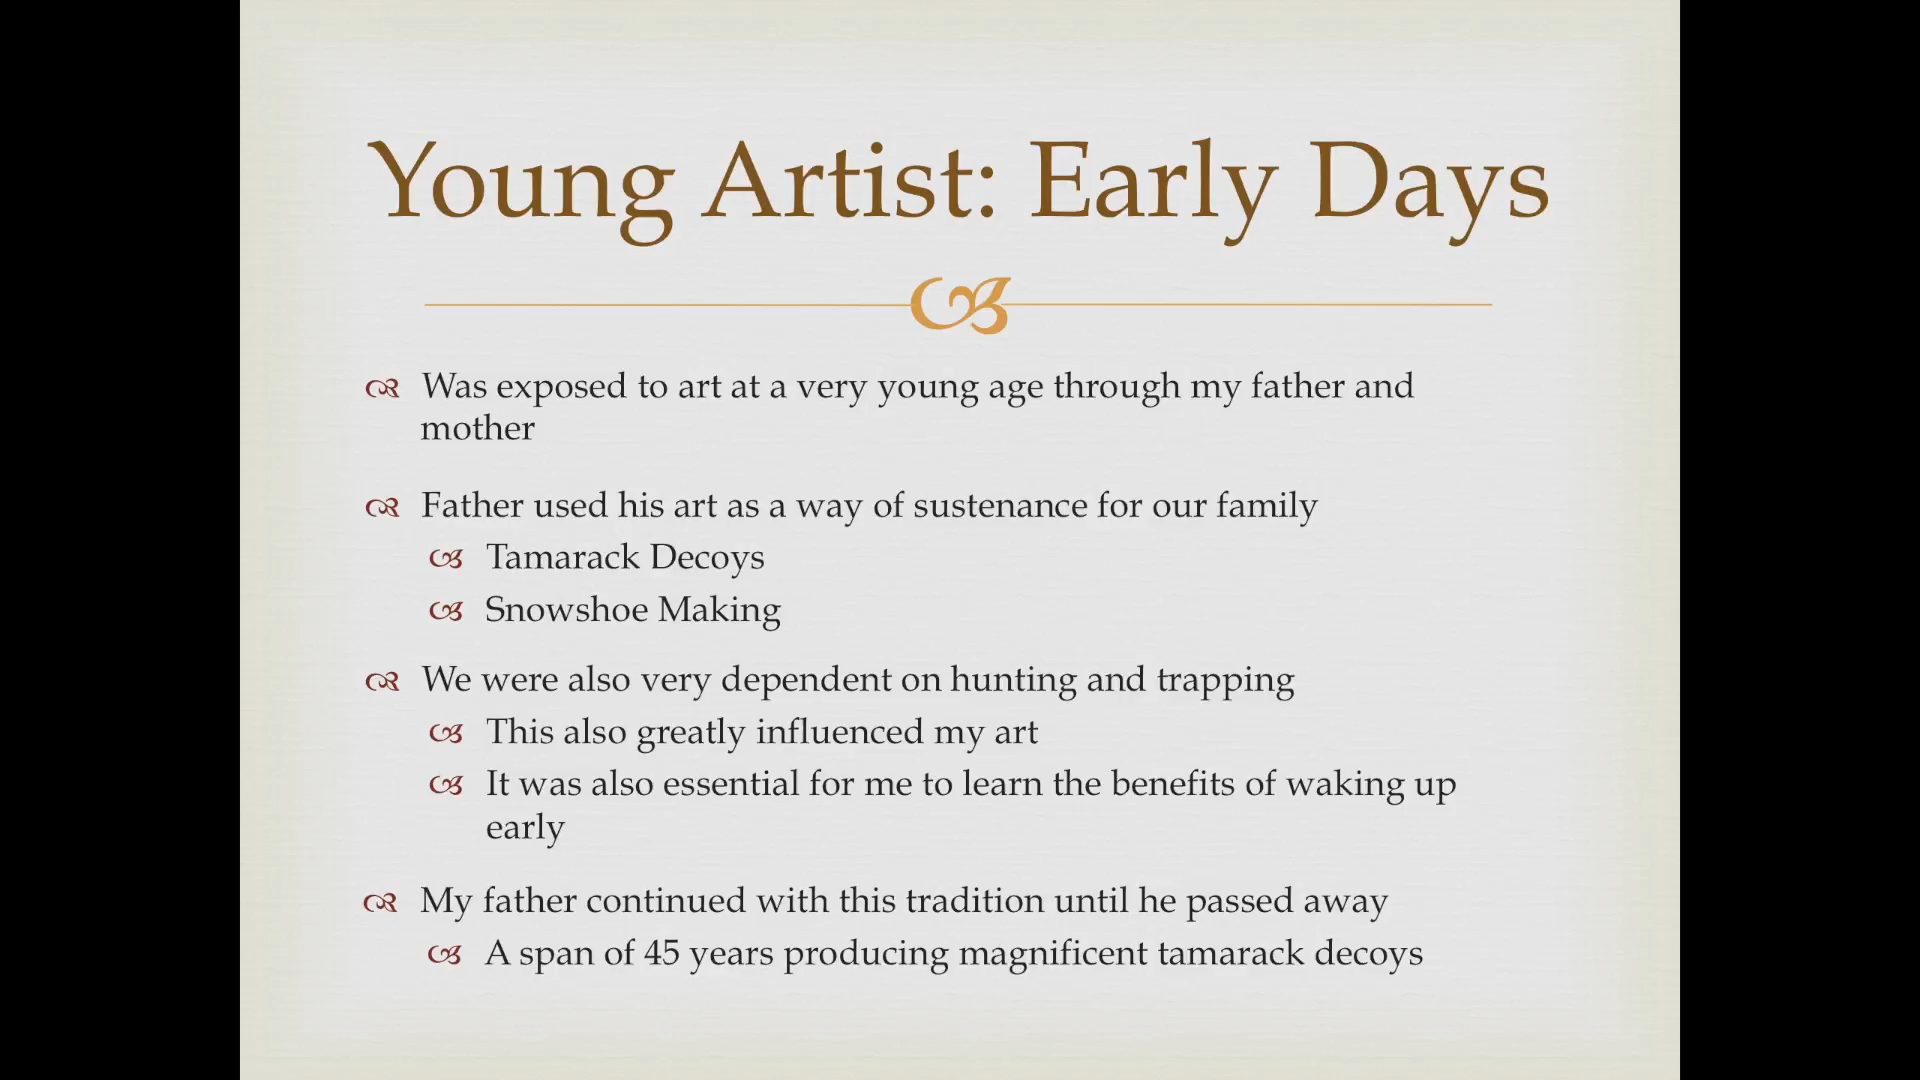 Young Artist: Early Days
Was exposed to art at a very young age through my father and
mother
Father used his art as a way of sustenance for our family
Tamarack Decoys
Snowshoe Making
We were also very dependent on hunting and trapping
This also greatly influenced my art
It was also essential for me to learn the benefits of waking up
early
My father continued with this tradition until he passed away
A span of 45 years producing magnificent tamarack decoys